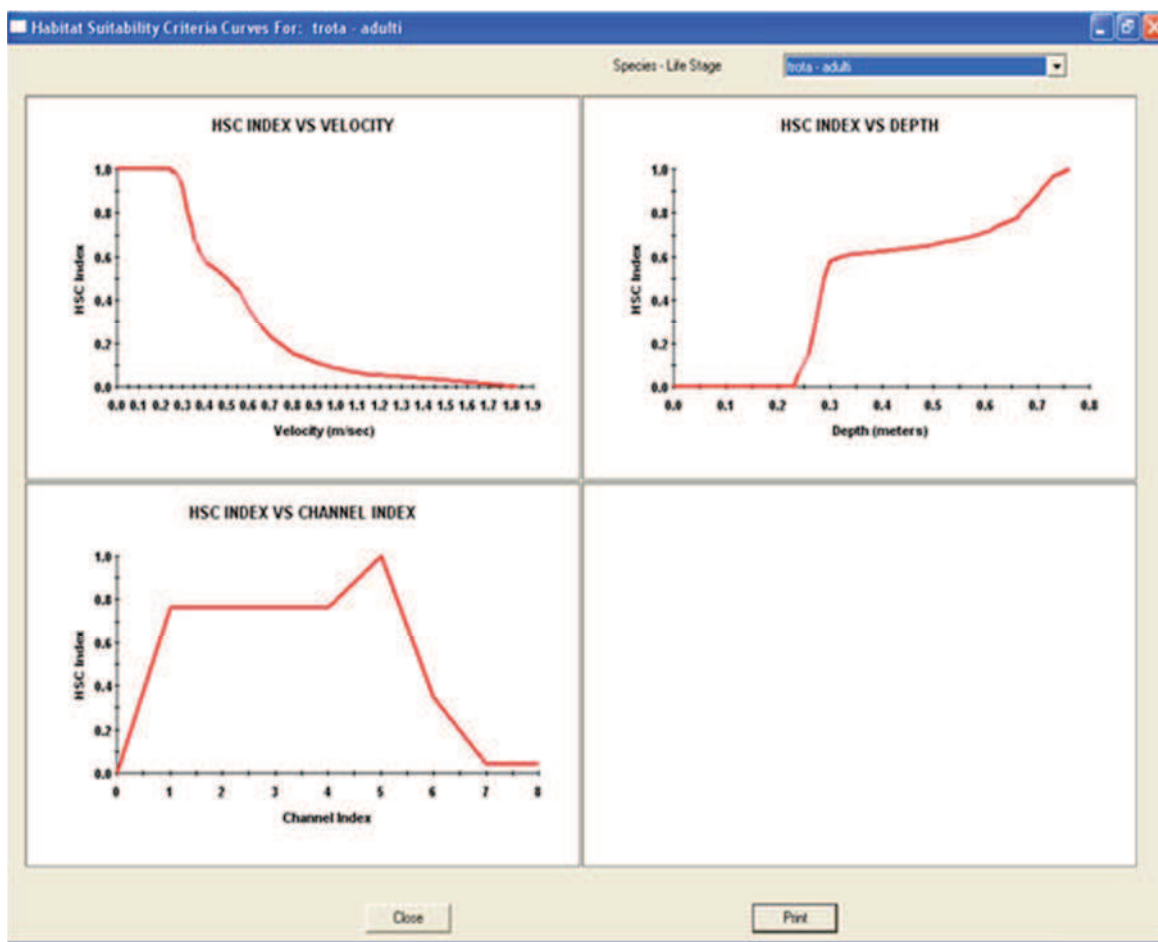 Habitat Suitability Criteria Curves For: trota - adulti
Species - Life Stage
trota - adulti
HSC INDEX VS VELOCITY
HSC Index
1.0
0.8
0.6
0.4
0.2
0.0
0.0 0.1 0.2 0.3 0.4 0.5 0.6 0.7 0.8 0.9 1.0 1.1 1.2 1.3 1.4 1.5 1.6 1.7 1.8 1.9
Velocity (m/sec)
HSC INDEX VS DEPTH
HSC Index
1.0
0.8
0.6
0.4
0.2
0.0
0.0 0.1 0.2 0.3 0.4 0.5 0.6 0.7 0.8
Depth (meters)
HSC INDEX VS CHANNEL INDEX
HSC Index
1.0
0.8
0.6
0.4
0.2
0.0
0 1 2 3 4 5 6 7 8
Channel Index
Close
Print